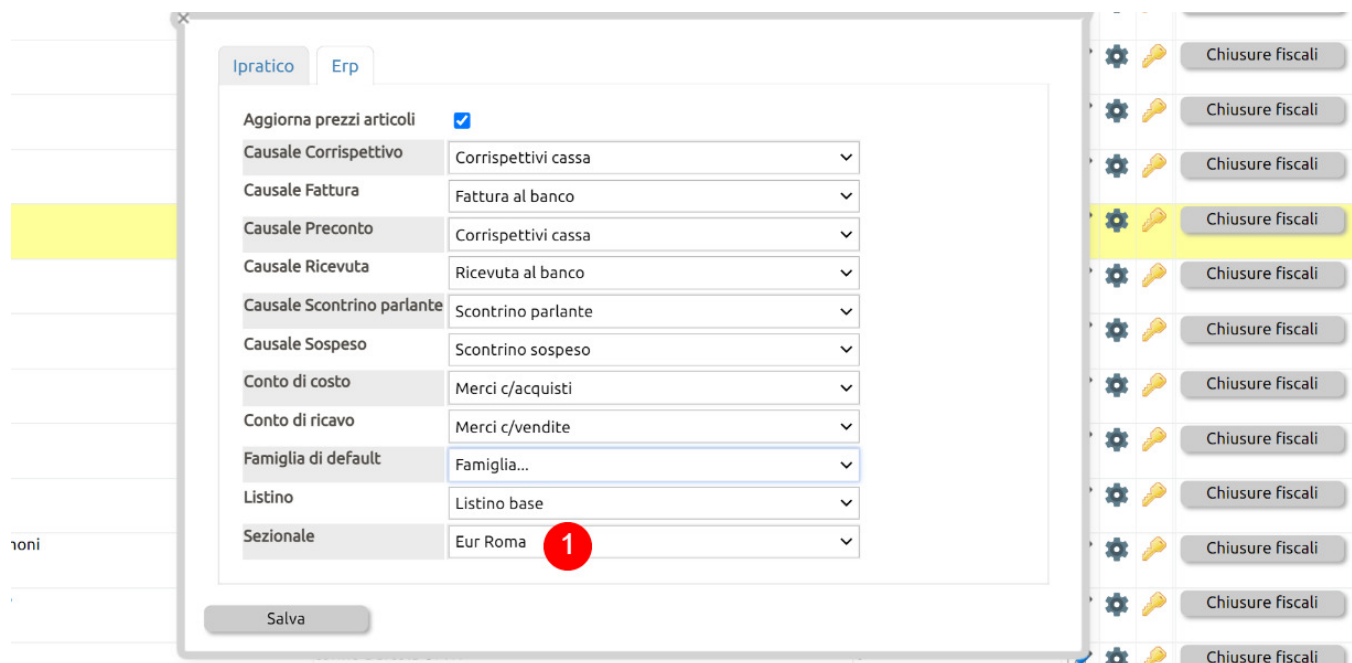 Ipratico Erp
Chiusure fiscali
Aggiorna prezzi articoli
Chiusure fiscali
Causale Corrispettivo Corrispettivi cassa
Chiusure fiscali
Causale Fattura Fattura al banco
Causale Preconto Corrispettivi cassa
Chiusure fiscali
Causale Ricevuta Ricevuta al banco
Chiusure fiscali
Causale Scontrino parlante Scontrino parlante
Chiusure fiscali
Causale Sospeso Scontrino sospeso
Conto di costo Merci c/acquisti
Chiusure fiscali
Conto di ricavo Merci c/vendite
Chiusure fiscali
Famiglia di default Famiglia...
Listino Listino base
Chiusure fiscali
Sezionale Eur Roma 1
noni
Chiusure fiscali
Salva
Chiusure fiscali
Chiusure fiscali